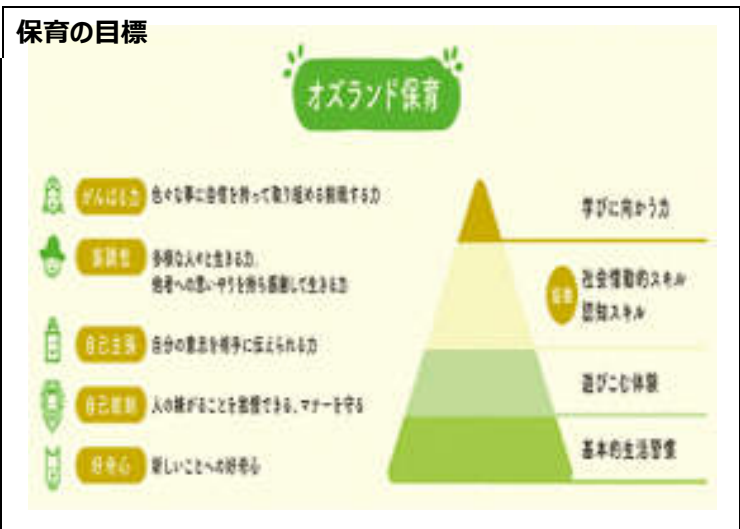 保育の目標
オズランド保育
がんばる力
色々な事に自信を持って取り組める挑戦する力
協調性
多様な人々と生きる力、
他者への思いやりを持ち感謝して生きる力
自己主張
自分の意志を相手に伝えられる力
自己抑制
人の嫌がることを我慢できる、マナーを守る
好奇心
新しいことへの好奇心
学びに向かう力
社会情動的スキル
認知スキル
遊びこむ体験
基本的生活習慣